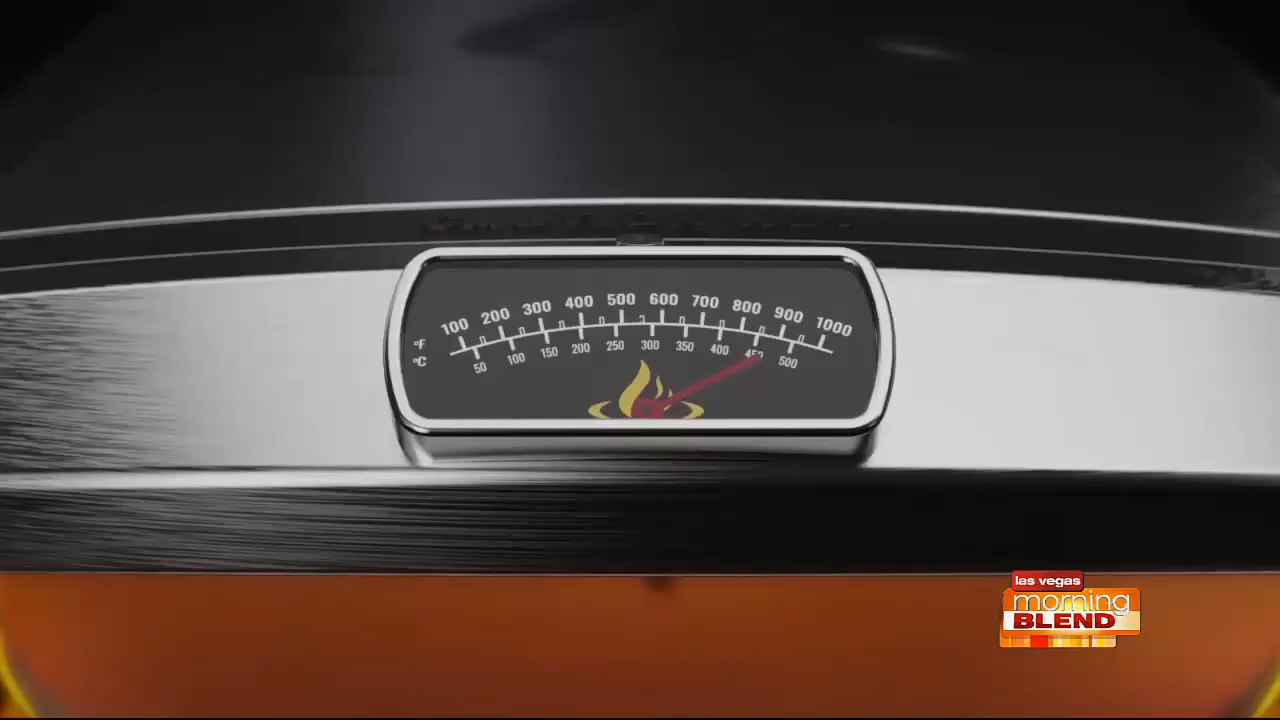 100 200 300 400 500 600 700 800 900 1000
°F
°C
50 100 150 200 250 300 350 400 450 500
las vegas
morning
BLEND